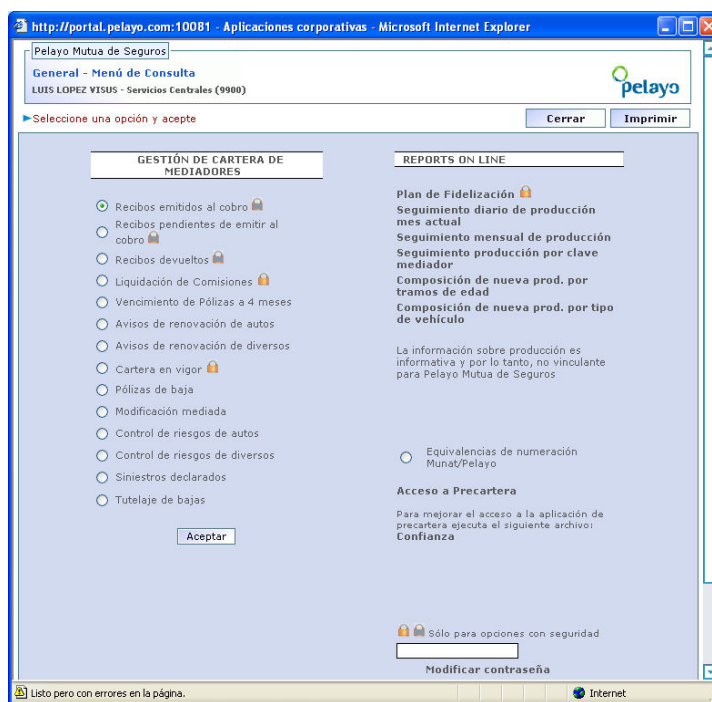 http://portal.pelayo.com:10081 - Aplicaciones corporativas - Microsoft Internet Explorer
Pelayo Mutua de Seguros
General - Menú de Consulta
LUIS LOPEZ VISUS - Servicios Centrales (9900)
pelayo
Seleccione una opción y acepte
Cerrar
Imprimir
GESTIÓN DE CARTERA DE
MEDIADORES
Recibos emitidos al cobro
Recibos pendientes de emitir al
cobro
Recibos devueltos
Liquidación de Comisiones
Vencimiento de Pólizas a 4 meses
Avisos de renovación de autos
Avisos de renovación de diversos
Cartera en vigor
Pólizas de baja
Modificación mediada
Control de riesgos de autos
Control de riesgos de diversos
Siniestros declarados
Tutelaje de bajas
Aceptar
REPORTS ON LINE
Plan de Fidelización
Seguimiento diario de producción
mes actual
Seguimiento mensual de producción
Seguimiento producción por clave
mediador
Composición de nueva prod. por
tramos de edad
Composición de nueva prod. por tipo
de vehículo
La información sobre producción es
informativa y por lo tanto, no vinculante
para Pelayo Mutua de Seguros
Equivalencias de numeración
Munat/Pelayo
Acceso a Precartera
Para mejorar el acceso a la aplicación de
precartera ejecuta el siguiente archivo:
Confianza
Sólo para opciones con seguridad
Modificar contraseña
Listo pero con errores en la página.
Internet